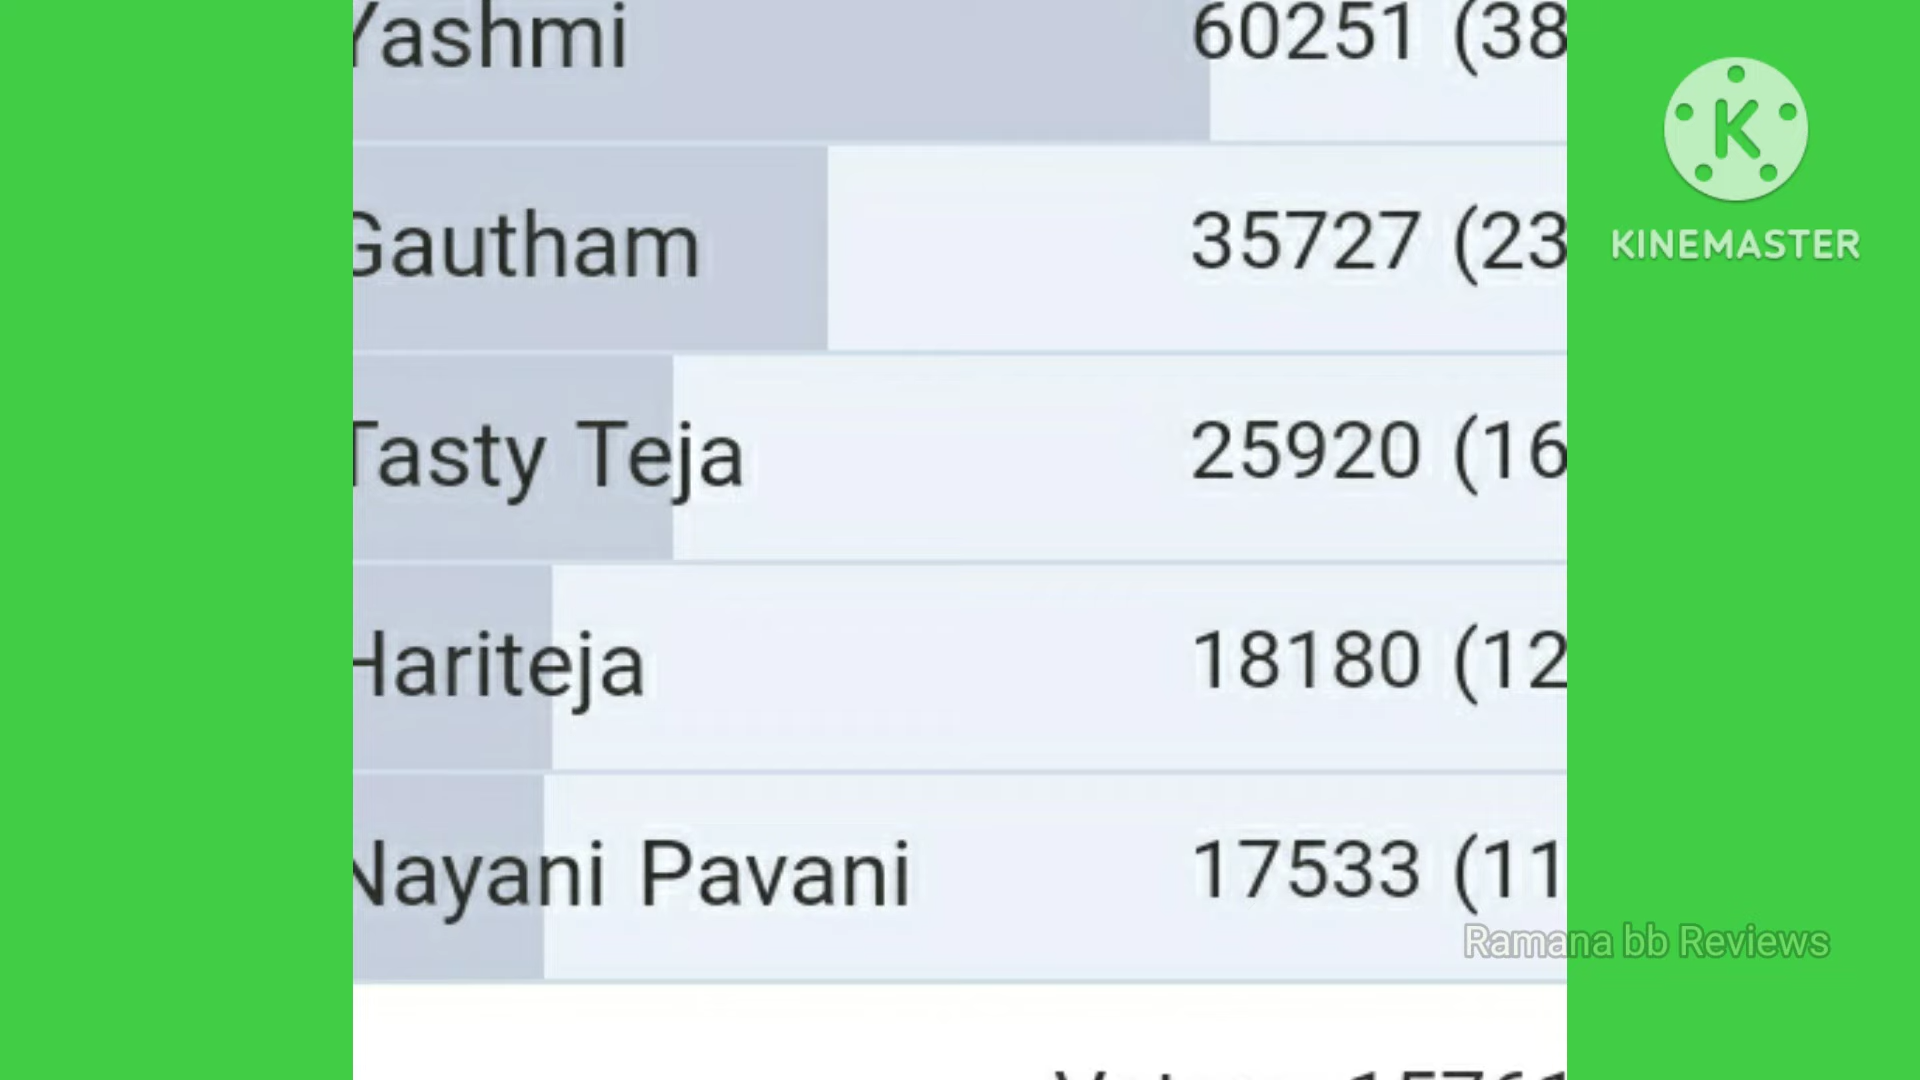 Yashmi 60251 (38
Gautham 35727 (23
Tasty Teja 25920 (16
Hariteja 18180 (12
Nayani Pavani 17533 (11
K
KINEMASTER
Ramana bb Reviews